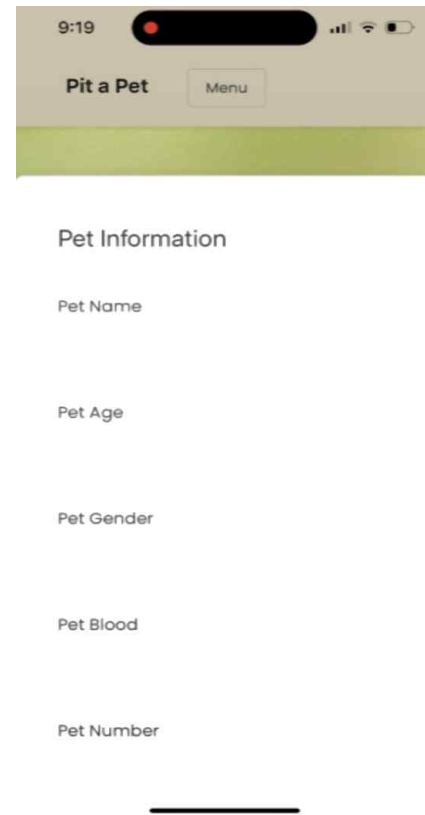 9:19
Pit a Pet Menu
Pet Information
Pet Name
Pet Age
Pet Gender
Pet Blood
Pet Number